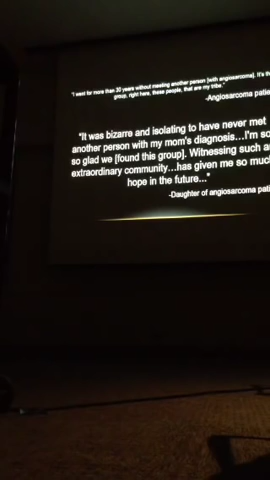 "I went for more than 30 years without meeting another person [with angiosarcoma]. It's th
group, right here, these people, that are my tribe."
-Angiosarcoma patie
"It was bizarre and isolating to have never met
another person with my mom's diagnosis…I'm so
so glad we [found this group]. Witnessing such a
extraordinary community…has given me so muc
hope in the future..."
-Daughter of angiosarcoma pati